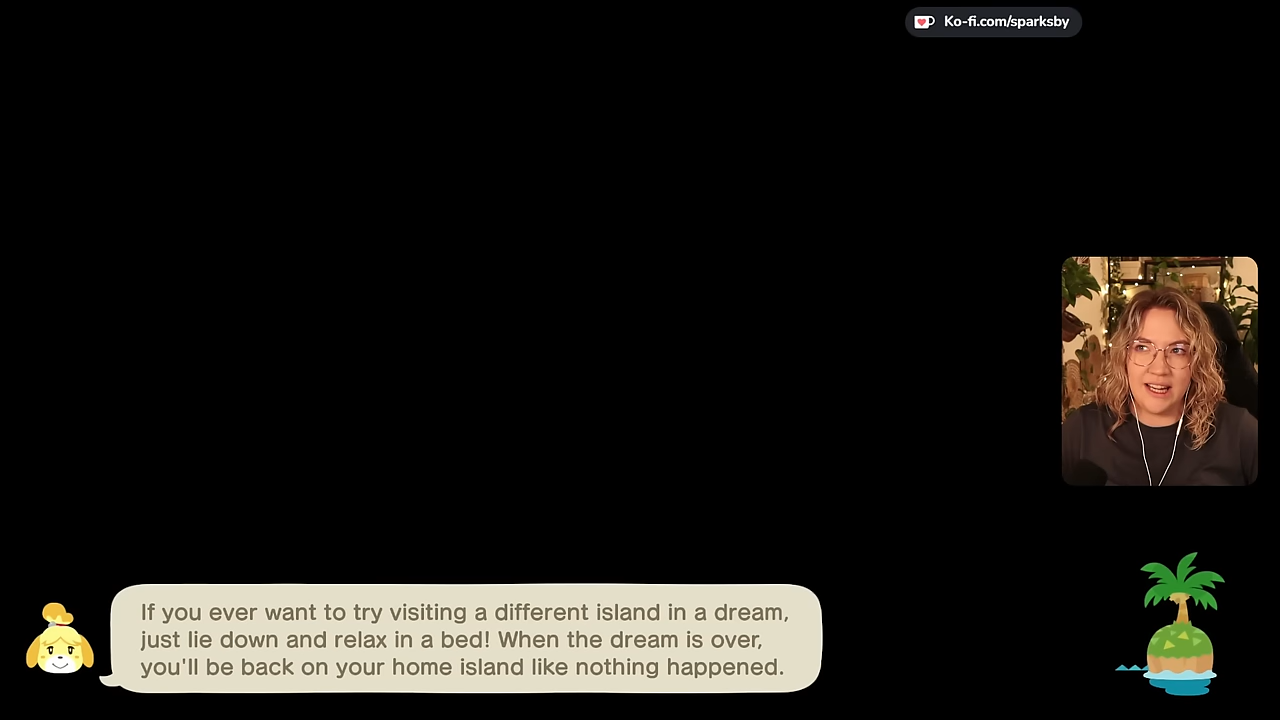 Ko-fi.com/sparksby
If you ever want to try visiting a different island in a dream,
just lie down and relax in a bed! When the dream is over,
you'll be back on your home island like nothing happened.